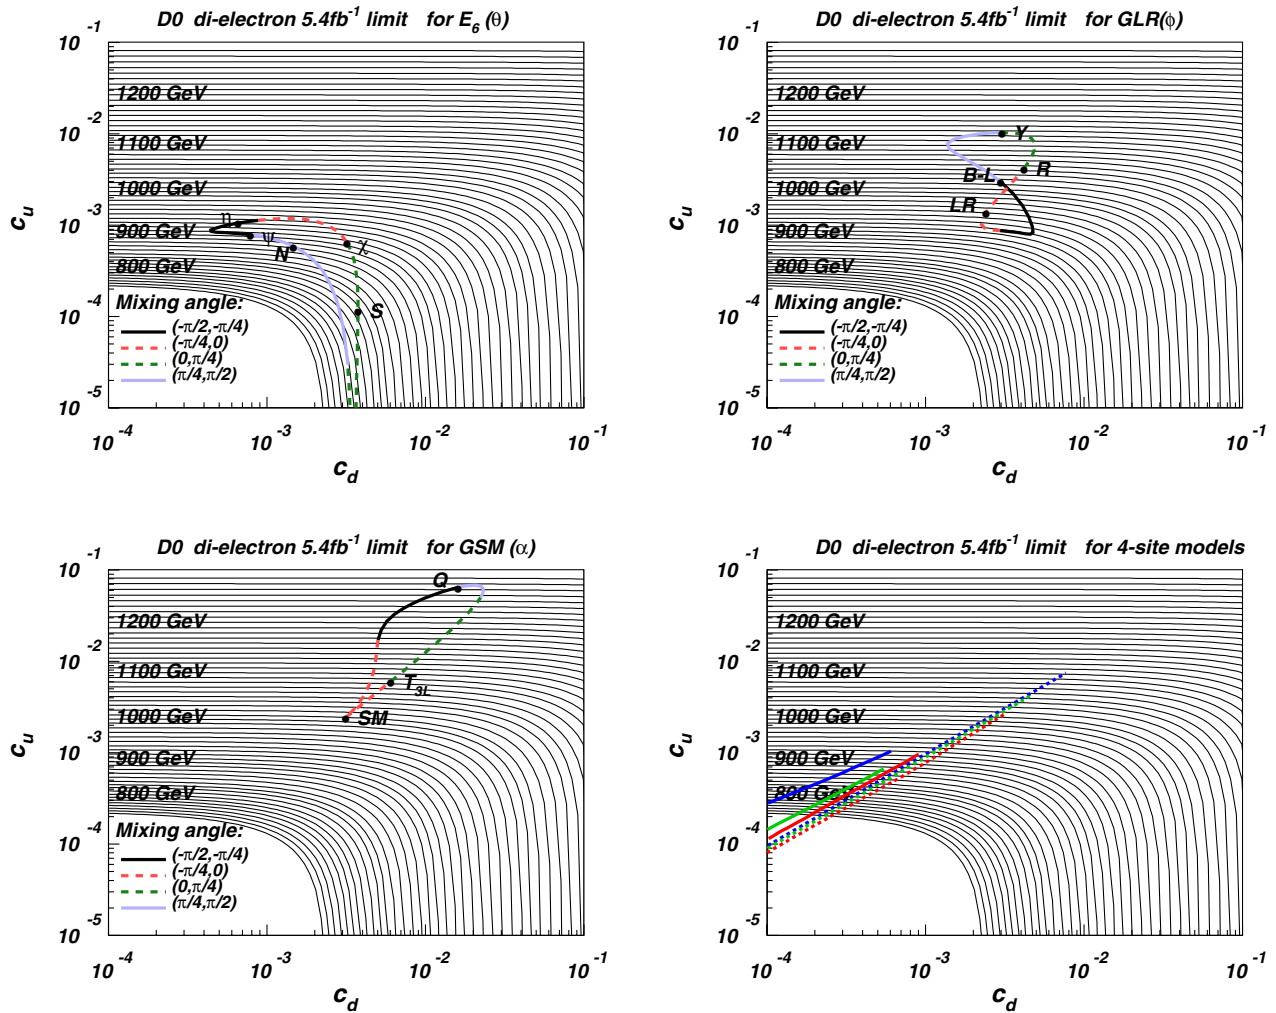 D0 di-electron 5.4fb⁻¹ limit for E₆ (θ)
10⁻¹
10⁻²
10⁻³
10⁻⁴
10⁻⁵
c_u
1200 GeV
1100 GeV
1000 GeV
900 GeV
800 GeV
η
ψ
N
χ
S
Mixing angle:
(-π/2,-π/4)
(-π/4,0)
(0,π/4)
(π/4,π/2)
10⁻⁴ 10⁻³ 10⁻² 10⁻¹
c_d
D0 di-electron 5.4fb⁻¹ limit for GLR(ϕ)
10⁻¹
10⁻²
10⁻³
10⁻⁴
10⁻⁵
c_u
1200 GeV
1100 GeV
1000 GeV
900 GeV
800 GeV
Y
R
B-L
LR
Mixing angle:
(-π/2,-π/4)
(-π/4,0)
(0,π/4)
(π/4,π/2)
10⁻⁴ 10⁻³ 10⁻² 10⁻¹
c_d
D0 di-electron 5.4fb⁻¹ limit for GSM (α)
10⁻¹
10⁻²
10⁻³
10⁻⁴
10⁻⁵
c_u
1200 GeV
1100 GeV
1000 GeV
900 GeV
800 GeV
Q
T_3L
SM
Mixing angle:
(-π/2,-π/4)
(-π/4,0)
(0,π/4)
(π/4,π/2)
10⁻⁴ 10⁻³ 10⁻² 10⁻¹
c_d
D0 di-electron 5.4fb⁻¹ limit for 4-site models
10⁻¹
10⁻²
10⁻³
10⁻⁴
10⁻⁵
c_u
1200 GeV
1100 GeV
1000 GeV
900 GeV
800 GeV
10⁻⁴ 10⁻³ 10⁻² 10⁻¹
c_d